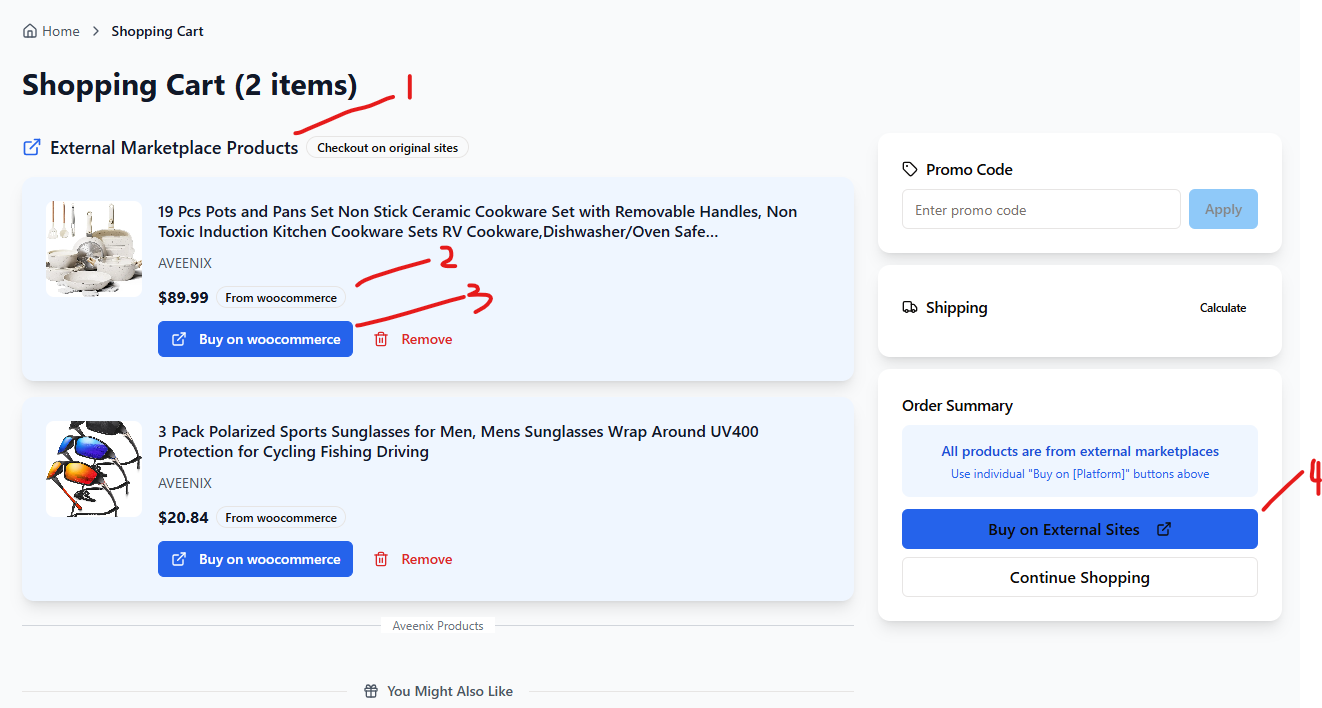 Home > Shopping Cart
Shopping Cart (2 items)
1
External Marketplace Products Checkout on original sites
19 Pcs Pots and Pans Set Non Stick Ceramic Cookware Set with Removable Handles, Non
Toxic Induction Kitchen Cookware Sets RV Cookware,Dishwasher/Oven Safe...
AVEENIX
2
$89.99 From woocommerce
3
Buy on woocommerce Remove
3 Pack Polarized Sports Sunglasses for Men, Mens Sunglasses Wrap Around UV400
Protection for Cycling Fishing Driving
AVEENIX
$20.84 From woocommerce
Buy on woocommerce Remove
Aveenix Products
You Might Also Like
Promo Code
Enter promo code Apply
Shipping Calculate
Order Summary
All products are from external marketplaces
Use individual "Buy on [Platform]" buttons above
4
Buy on External Sites
Continue Shopping